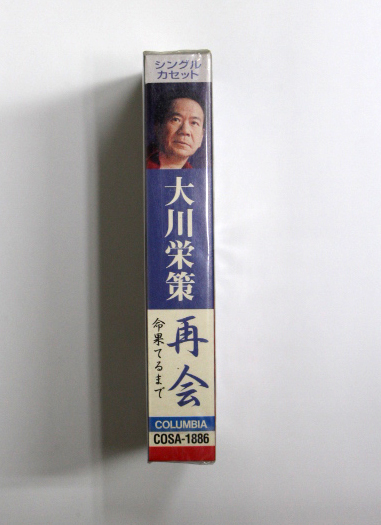 シングル
カセット
大川栄策
再会
命果てるまで
COLUMBIA
COSA-1886